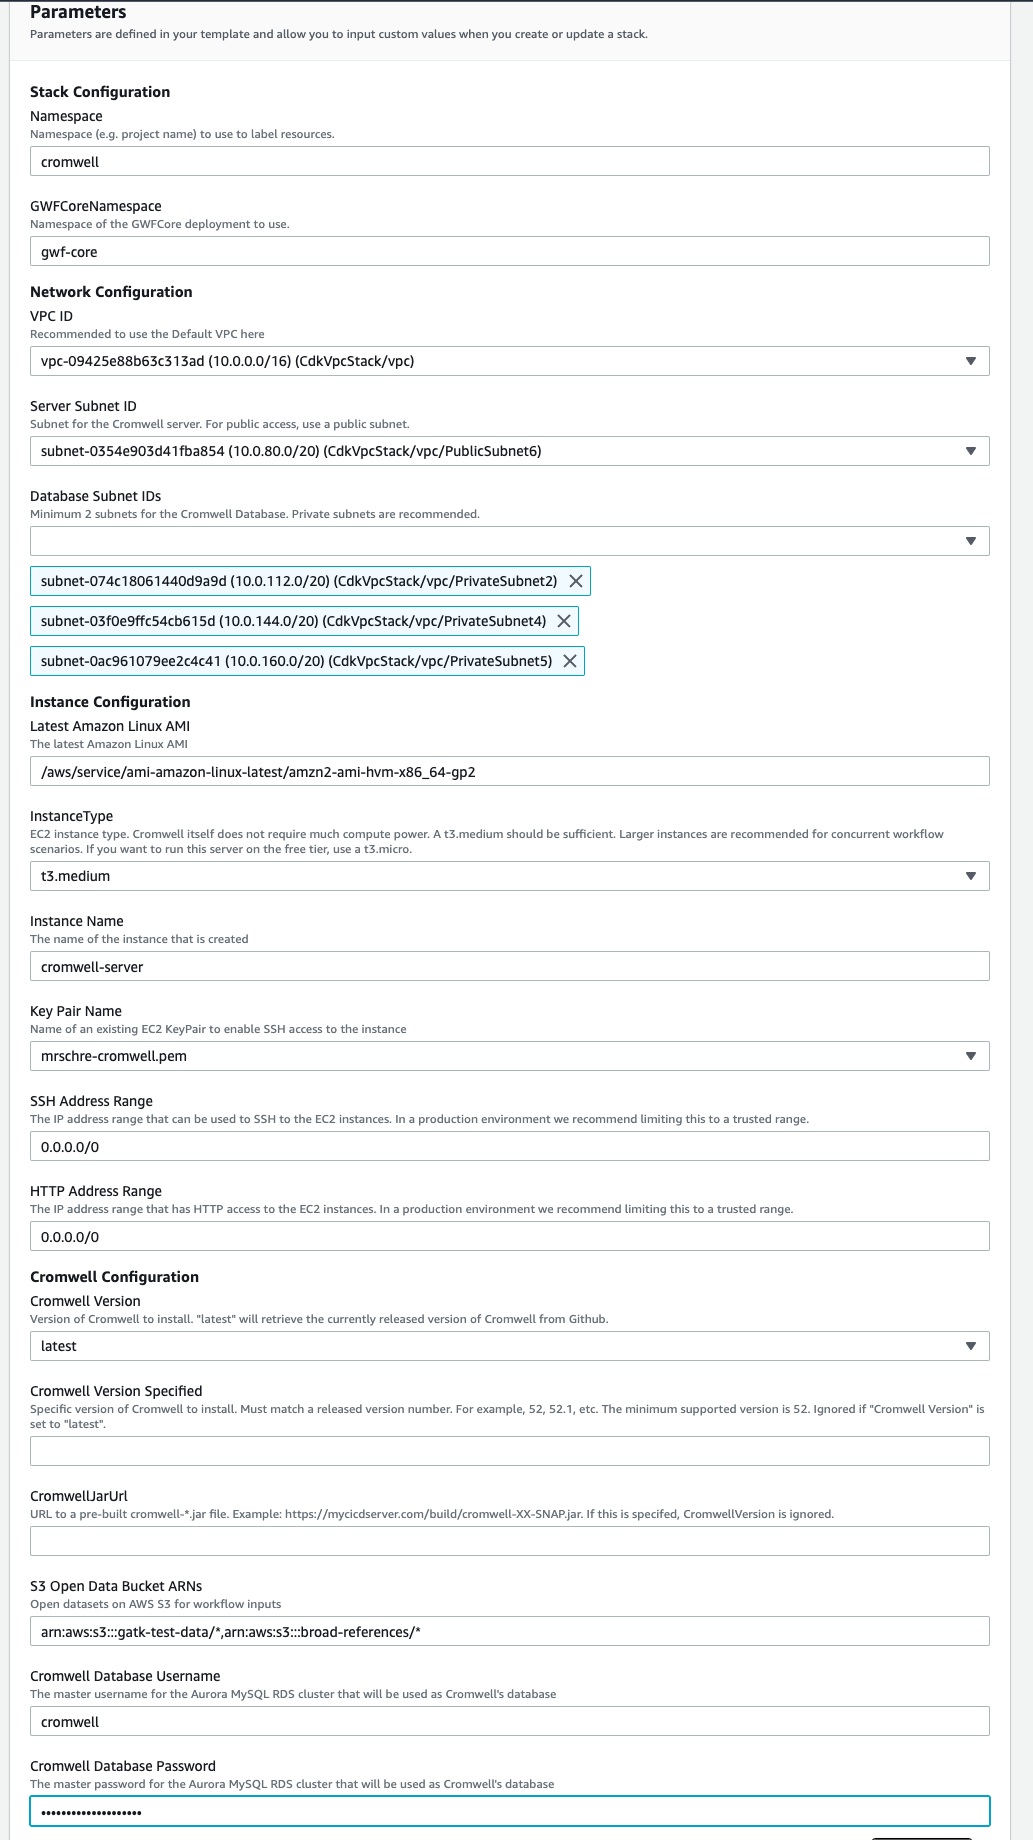 Parameters
Parameters are defined in your template and allow you to input custom values when you create or update a stack.
Stack Configuration
Namespace
Namespace (e.g. project name) to use to label resources.
cromwell
GWFCoreNamespace
Namespace of the GWFCore deployment to use.
gwf-core
Network Configuration
VPC ID
Recommended to use the Default VPC here
vpc-09425e88b63c313ad (10.0.0.0/16) (CdkVpcStack/vpc)
Server Subnet ID
Subnet for the Cromwell server. For public access, use a public subnet.
subnet-0354e903d41fba854 (10.0.80.0/20) (CdkVpcStack/vpc/PublicSubnet6)
Database Subnet IDs
Minimum 2 subnets for the Cromwell Database. Private subnets are recommended.
subnet-074c18061440d9a9d (10.0.112.0/20) (CdkVpcStack/vpc/PrivateSubnet2)
subnet-03f0e9ffc54cb615d (10.0.144.0/20) (CdkVpcStack/vpc/PrivateSubnet4)
subnet-0ac961079ee2c4c41 (10.0.160.0/20) (CdkVpcStack/vpc/PrivateSubnet5)
Instance Configuration
Latest Amazon Linux AMI
The latest Amazon Linux AMI
/aws/service/ami-amazon-linux-latest/amzn2-ami-hvm-x86_64-gp2
InstanceType
EC2 instance type. Cromwell itself does not require much compute power. A t3.medium should be sufficient. Larger instances are recommended for concurrent workflow
scenarios. If you want to run this server on the free tier, use a t3.micro.
t3.medium
Instance Name
The name of the instance that is created
cromwell-server
Key Pair Name
Name of an existing EC2 KeyPair to enable SSH access to the instance
mrschre-cromwell.pem
SSH Address Range
The IP address range that can be used to SSH to the EC2 instances. In a production environment we recommend limiting this to a trusted range.
0.0.0.0/0
HTTP Address Range
The IP address range that has HTTP access to the EC2 instances. In a production environment we recommend limiting this to a trusted range.
0.0.0.0/0
Cromwell Configuration
Cromwell Version
Version of Cromwell to install. "latest" will retrieve the currently released version of Cromwell from Github.
latest
Cromwell Version Specified
Specific version of Cromwell to install. Must match a released version number. For example, 52, 52.1, etc. The minimum supported version is 52. Ignored if "Cromwell Version" is
set to "latest".
CromwellJarUrl
URL to a pre-built cromwell-*.jar file. Example: https://mycicdserver.com/build/cromwell-XX-SNAP.jar. If this is specifed, CromwellVersion is ignored.
S3 Open Data Bucket ARNs
Open datasets on AWS S3 for workflow inputs
arn:aws:s3:::gatk-test-data/*,arn:aws:s3:::broad-references/*
Cromwell Database Username
The master username for the Aurora MySQL RDS cluster that will be used as Cromwell's database
cromwell
Cromwell Database Password
The master password for the Aurora MySQL RDS cluster that will be used as Cromwell's database
••••••••••••••••••••